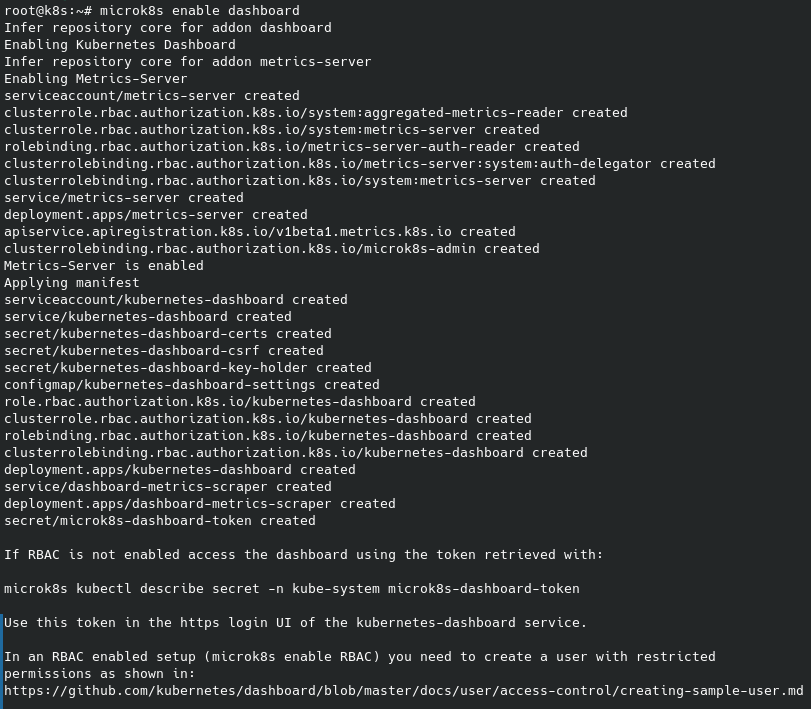 root@k8s:~# microk8s enable dashboard
Infer repository core for addon dashboard
Enabling Kubernetes Dashboard
Infer repository core for addon metrics-server
Enabling Metrics-Server
serviceaccount/metrics-server created
clusterrole.rbac.authorization.k8s.io/system:aggregated-metrics-reader created
clusterrole.rbac.authorization.k8s.io/system:metrics-server created
rolebinding.rbac.authorization.k8s.io/metrics-server-auth-reader created
clusterrolebinding.rbac.authorization.k8s.io/metrics-server:system:auth-delegator created
clusterrolebinding.rbac.authorization.k8s.io/system:metrics-server created
service/metrics-server created
deployment.apps/metrics-server created
apiservice.apiregistration.k8s.io/v1beta1.metrics.k8s.io created
clusterrolebinding.rbac.authorization.k8s.io/microk8s-admin created
Metrics-Server is enabled
Applying manifest
serviceaccount/kubernetes-dashboard created
service/kubernetes-dashboard created
secret/kubernetes-dashboard-certs created
secret/kubernetes-dashboard-csrf created
secret/kubernetes-dashboard-key-holder created
configmap/kubernetes-dashboard-settings created
role.rbac.authorization.k8s.io/kubernetes-dashboard created
clusterrole.rbac.authorization.k8s.io/kubernetes-dashboard created
rolebinding.rbac.authorization.k8s.io/kubernetes-dashboard created
clusterrolebinding.rbac.authorization.k8s.io/kubernetes-dashboard created
deployment.apps/kubernetes-dashboard created
service/dashboard-metrics-scraper created
deployment.apps/dashboard-metrics-scraper created
secret/microk8s-dashboard-token created

If RBAC is not enabled access the dashboard using the token retrieved with:

microk8s kubectl describe secret -n kube-system microk8s-dashboard-token

Use this token in the https login UI of the kubernetes-dashboard service.

In an RBAC enabled setup (microk8s enable RBAC) you need to create a user with restricted
permissions as shown in:
https://github.com/kubernetes/dashboard/blob/master/docs/user/access-control/creating-sample-user.md